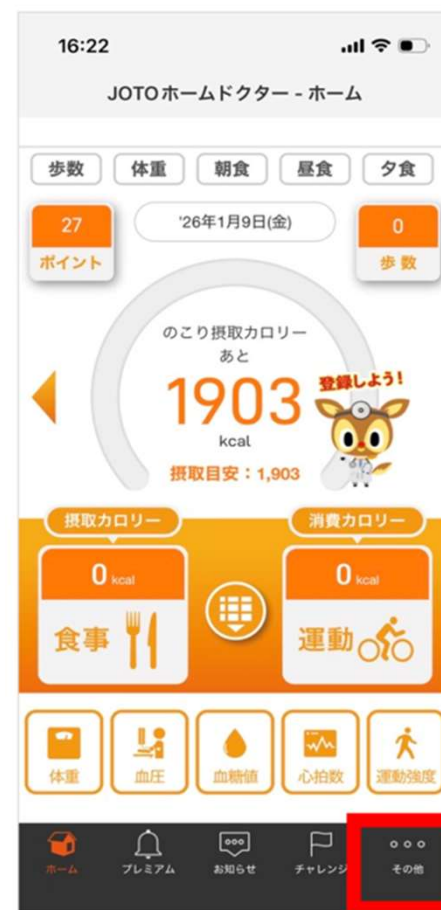 16:22
JOTOホームドクター - ホーム
歩数 体重 朝食 昼食 夕食
27
ポイント
'26年1月9日(金)
0
歩数
のこり摂取カロリー
あと
1903
kcal
摂取目安：1,903
登録しよう!
摂取カロリー
0 kcal
食事
消費カロリー
0 kcal
運動
体重 血圧 血糖値 心拍数 運動強度
ホーム プレミアム お知らせ チャレンジ その他